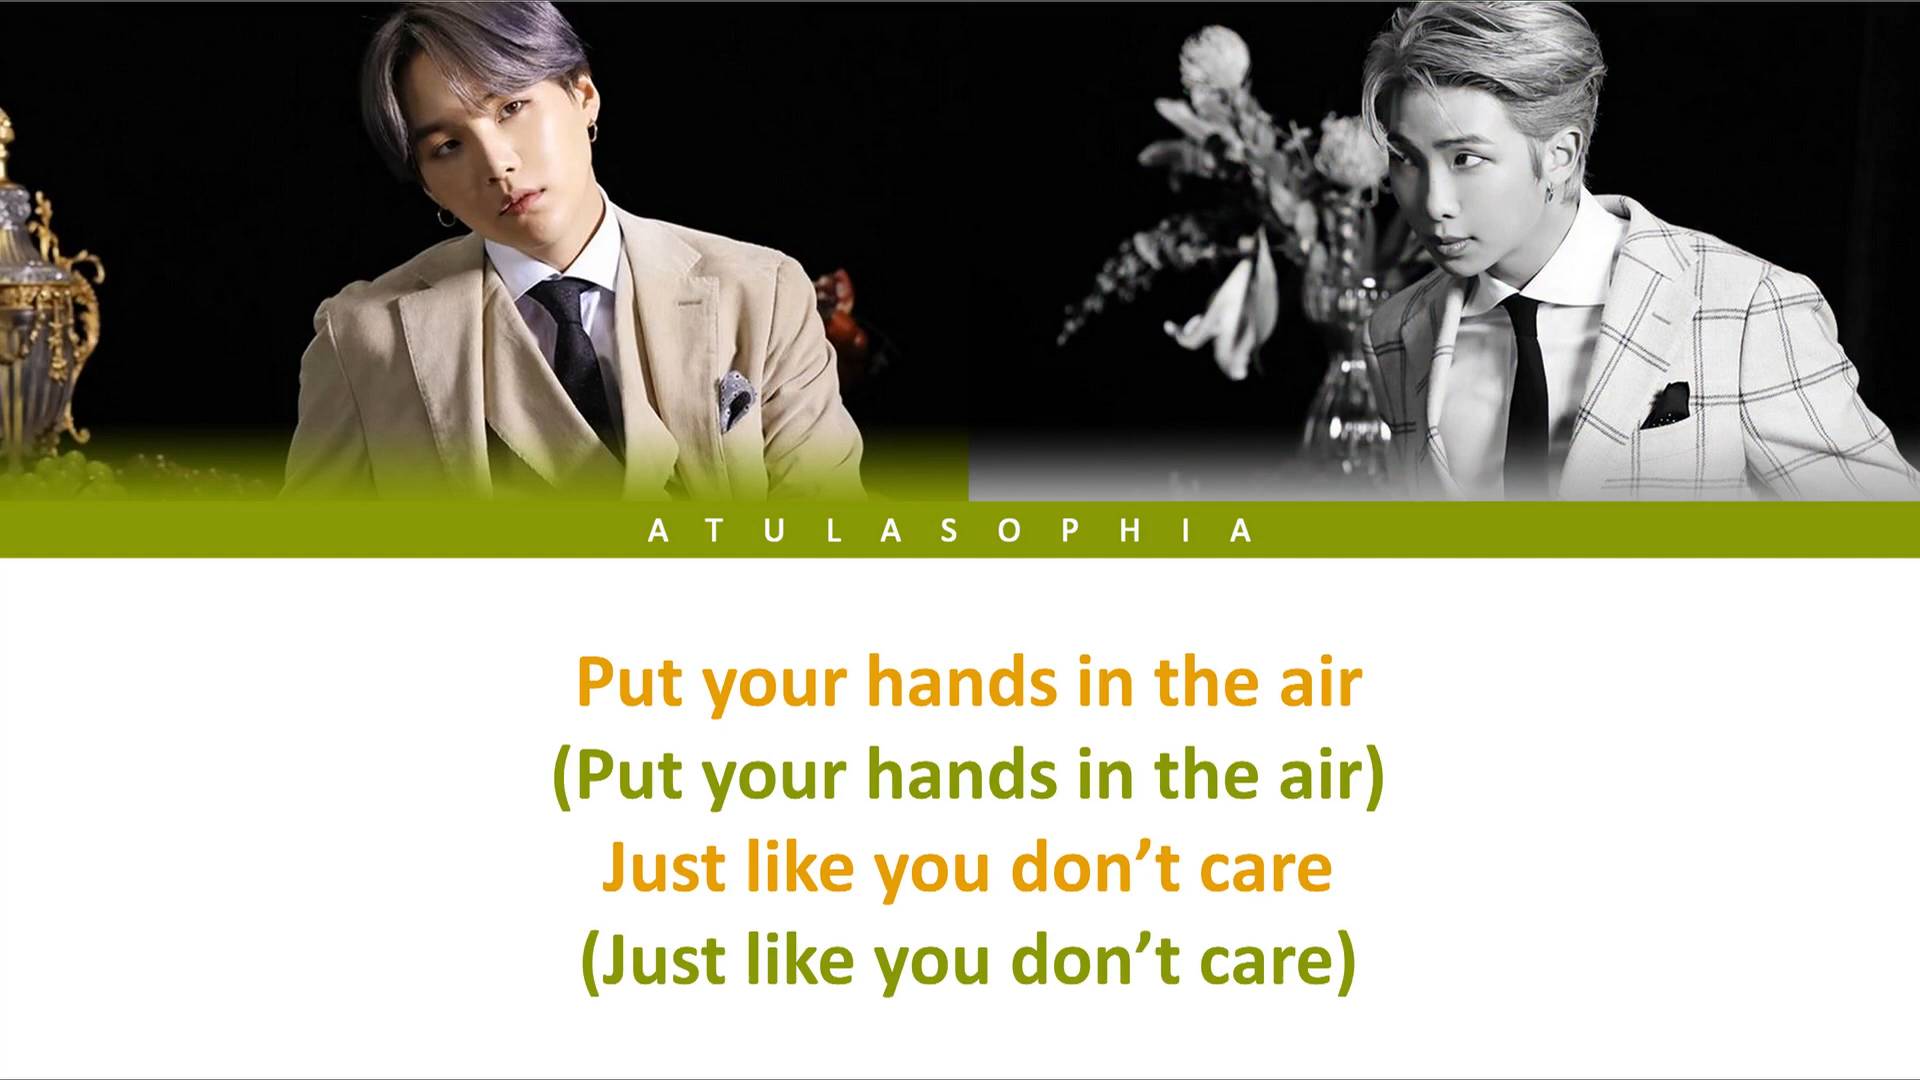 ATULASOPHIA
Put your hands in the air
(Put your hands in the air)
Just like you don’t care
(Just like you don’t care)